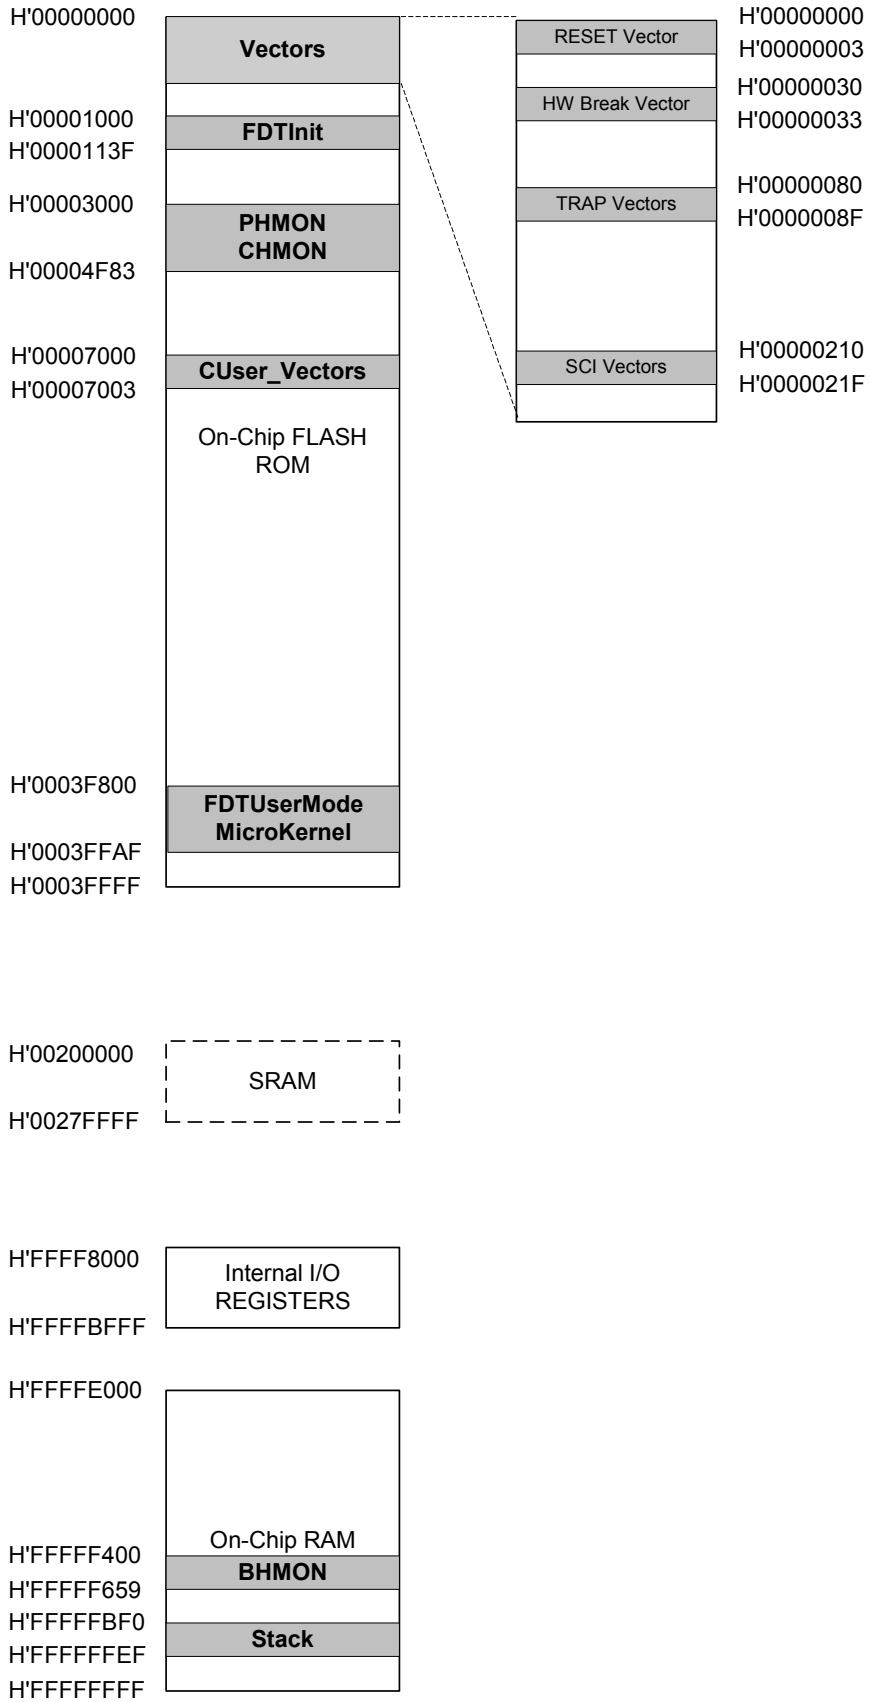 H'00000000
Vectors
H'00001000
FDTInit
H'0000113F
H'00003000
PHMON
CHMON
H'00004F83
H'00007000
CUser_Vectors
H'00007003
On-Chip FLASH
ROM
H'0003F800
FDTUserMode
MicroKernel
H'0003FFAF
H'0003FFFF
H'00200000
SRAM
H'0027FFFF
H'FFFF8000
Internal I/O
REGISTERS
H'FFFFBFFF
H'FFFFE000
On-Chip RAM
H'FFFFF400
BHMON
H'FFFFF659
H'FFFFFBF0
Stack
H'FFFFFFEF
H'FFFFFFFF
H'00000000
RESET Vector
H'00000003
H'00000030
HW Break Vector
H'00000033
H'00000080
TRAP Vectors
H'0000008F
H'00000210
SCI Vectors
H'0000021F